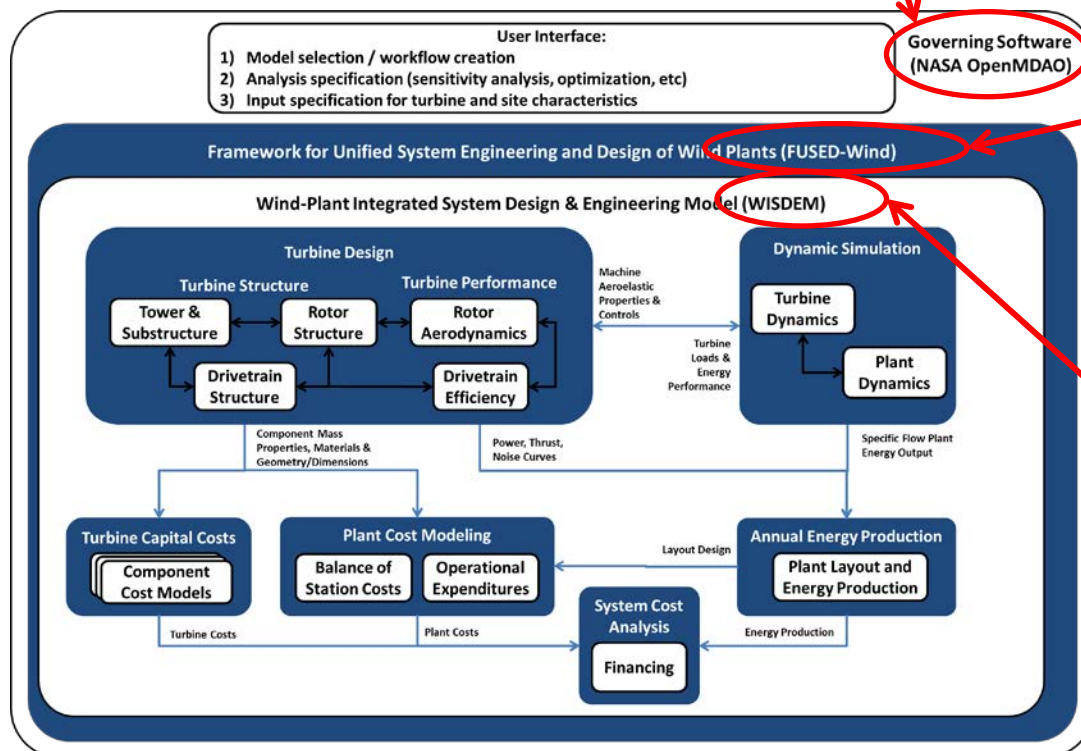 User Interface:
1) Model selection / workflow creation
2) Analysis specification (sensitivity analysis, optimization, etc)
3) Input specification for turbine and site characteristics
Governing Software
(NASA OpenMDAO)
Framework for Unified System Engineering and Design of Wind Plants (FUSED-Wind)
Wind-Plant Integrated System Design & Engineering Model (WISDEM)
Turbine Design
Turbine Structure
Turbine Performance
Tower &
Substructure
Rotor
Structure
Rotor
Aerodynamics
Drivetrain
Structure
Drivetrain
Efficiency
Machine
Aeroelastic
Properties &
Controls
Turbine
Loads &
Energy
Performance
Dynamic Simulation
Turbine
Dynamics
Plant
Dynamics
Component Mass
Properties, Materials &
Geometry/Dimensions
Power, Thrust,
Noise Curves
Specific Flow Plant
Energy Output
Turbine Capital Costs
Component
Cost Models
Plant Cost Modeling
Balance of
Station Costs
Operational
Expenditures
Layout Design
Annual Energy Production
Plant Layout and
Energy Production
System Cost
Analysis
Financing
Turbine Costs
Plant Costs
Energy Production